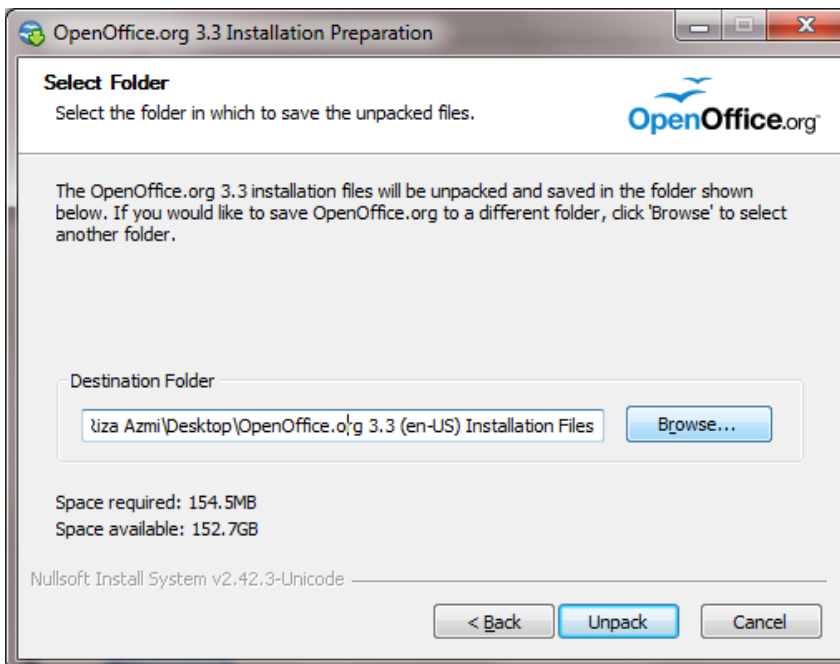 OpenOffice.org 3.3 Installation Preparation
Select Folder
Select the folder in which to save the unpacked files.
OpenOffice.org
The OpenOffice.org 3.3 installation files will be unpacked and saved in the folder shown
below. If you would like to save OpenOffice.org to a different folder, click 'Browse' to select
another folder.
Destination Folder
Riza Azmi\Desktop\OpenOffice.org 3.3 (en-US) Installation Files
Browse...
Space required: 154.5MB
Space available: 152.7GB
Nullsoft Install System v2.42.3-Unicode
< Back
Unpack
Cancel